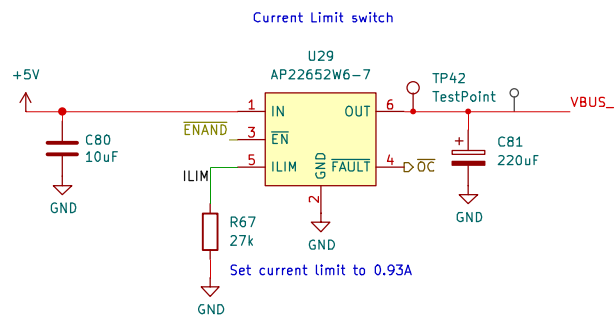 Current Limit switch
U29
AP22652W6-7
+5V
TP42
TestPoint
1
IN
OUT
6
VBUS_
ENAND
3
EN
C80
10uF
C81
220uF
+
5
ILIM
GND
FAULT
4
OC
ILIM
2
GND
R67
27k
GND
GND
Set current limit to 0.93A
GND